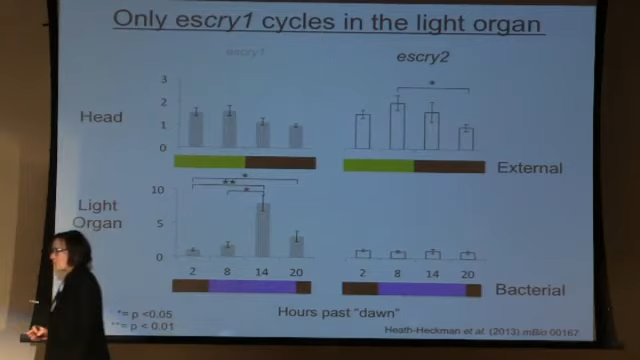 Only escry1 cycles in the light organ
escry1
escry2
Head
3
2
1
0
*
External
Light
Organ
10
5
0
*
**
*
2 8 14 20
2 8 14 20
Bacterial
Hours past "dawn"
*= p <0.05
**= p < 0.01
Heath-Heckman et al. (2013) mBio 00167.